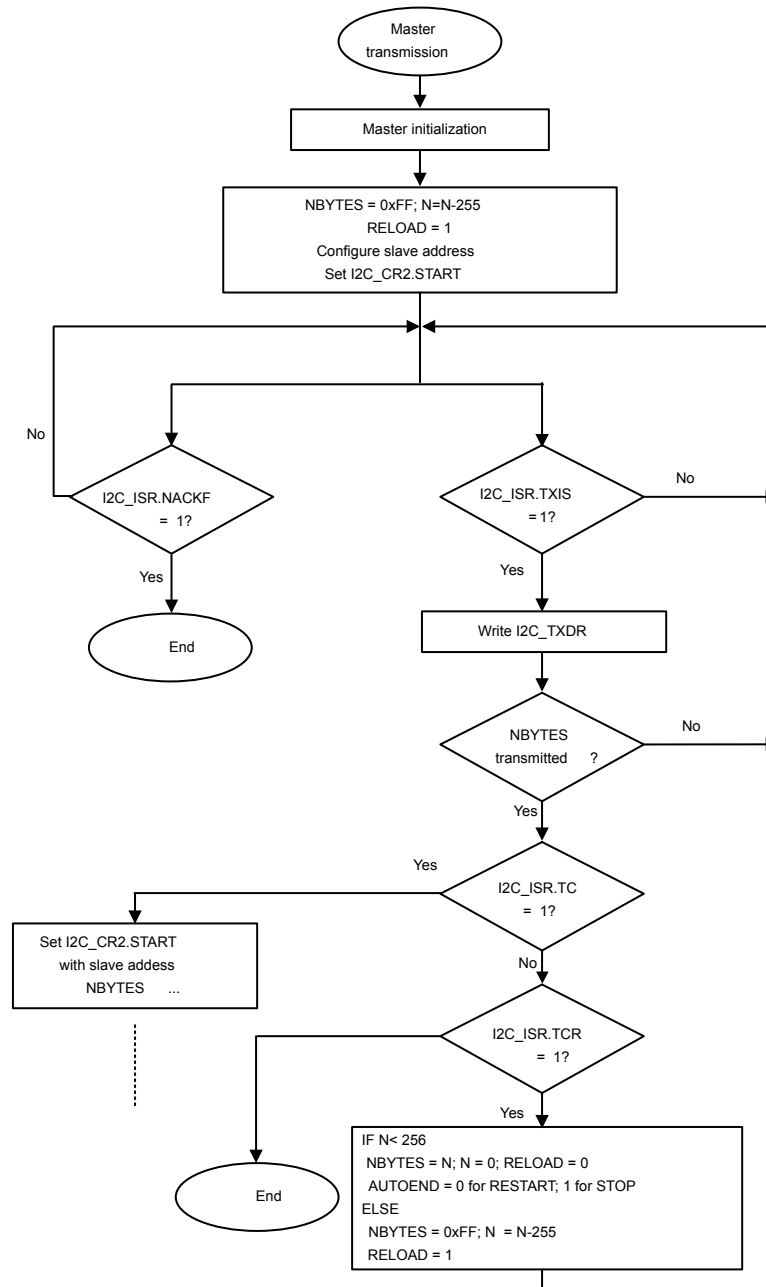 Master
transmission
Master initialization
NBYTES = 0xFF; N=N-255
RELOAD = 1
Configure slave address
Set I2C_CR2.START
No
I2C_ISR.NACKF
= 1?
Yes
End
I2C_ISR.TXIS
=1?
No
Yes
Write I2C_TXDR
NBYTES
transmitted ?
No
Yes
I2C_ISR.TC
= 1?
Yes
Set I2C_CR2.START
with slave addess
NBYTES ...
No
I2C_ISR.TCR
= 1?
End
Yes
IF N< 256
NBYTES = N; N = 0; RELOAD = 0
AUTOEND = 0 for RESTART; 1 for STOP
ELSE
NBYTES = 0xFF; N = N-255
RELOAD = 1